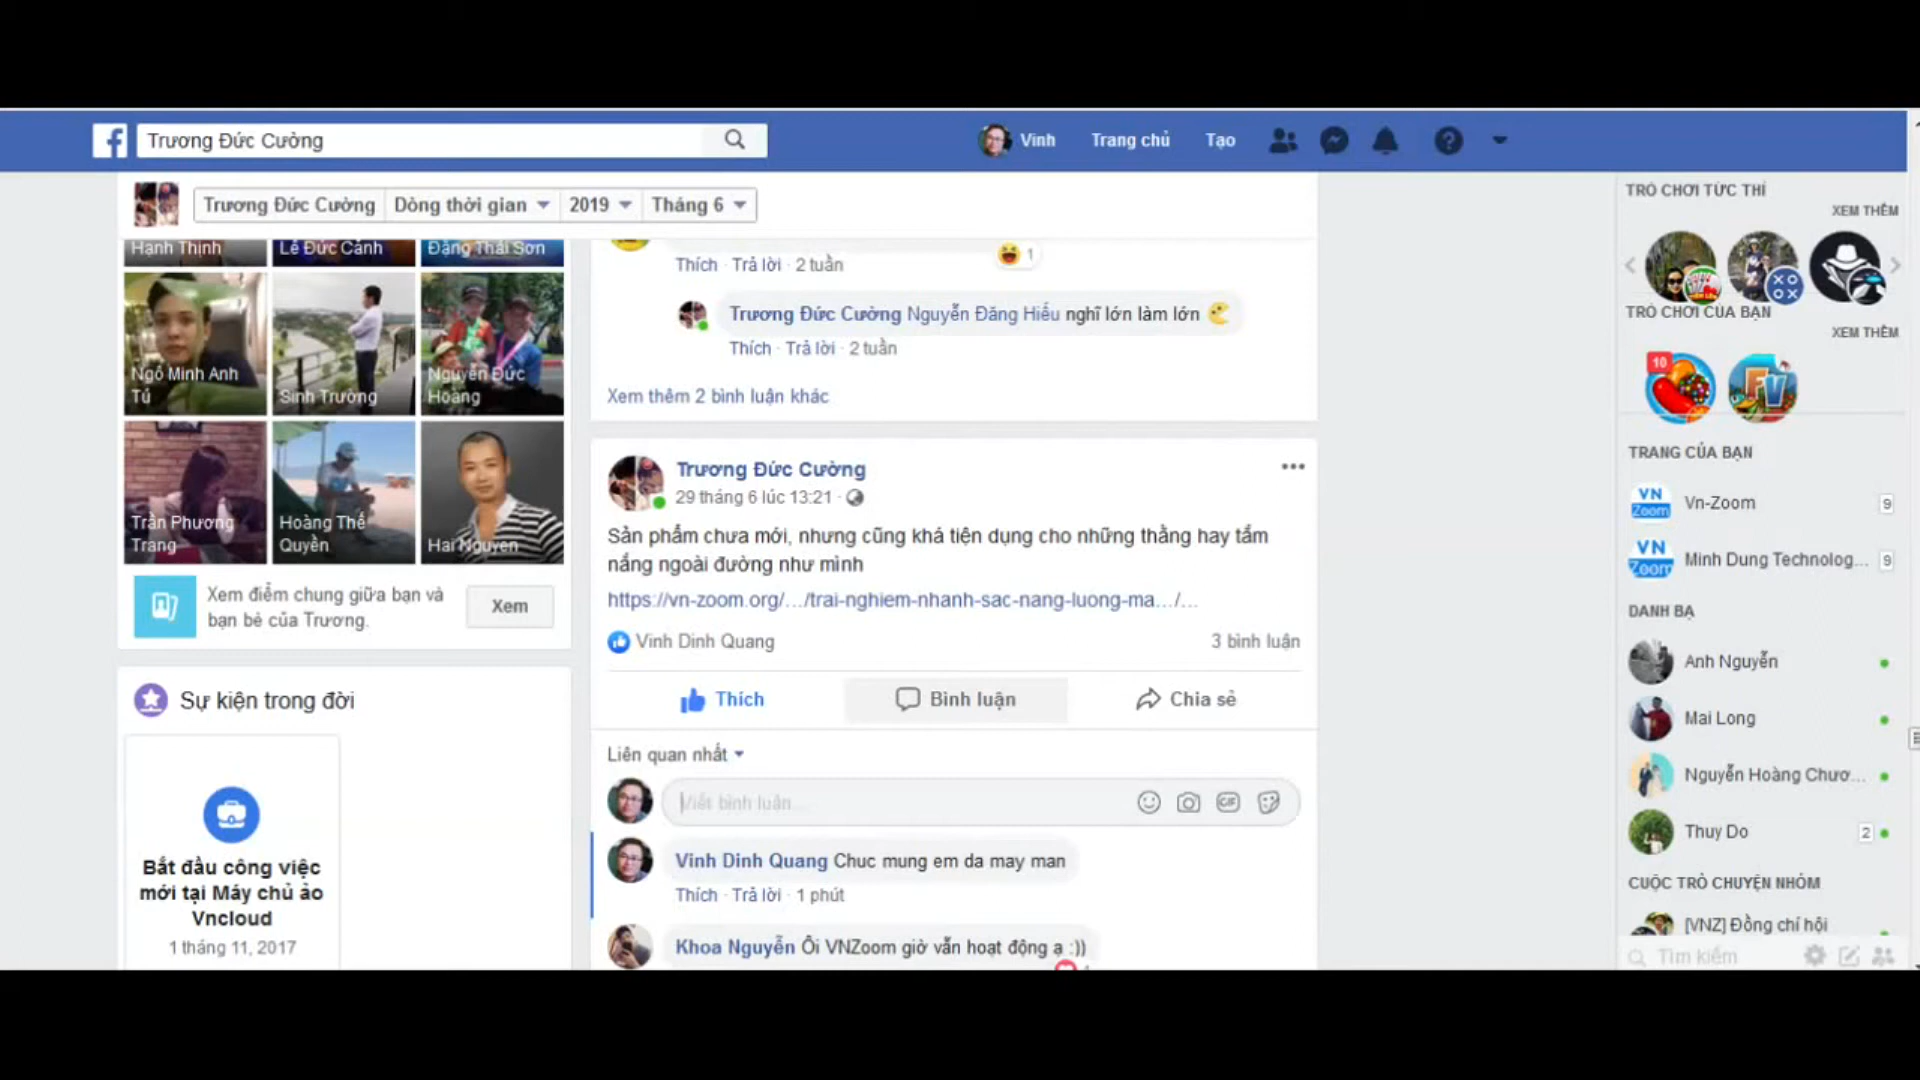 Trương Đức Cường
Vinh
Trang chủ
Tạo
Trương Đức Cường
Dòng thời gian
2019
Tháng 6
Hạnh Thịnh
Lê Đức Cảnh
Đặng Thái Sơn
Ngô Minh Anh
Tú
Sinh Trường
Nguyễn Đức
Hoàng
Trần Phương
Trang
Hoàng Thế
Quyền
Hai Nguyen
Xem điểm chung giữa bạn và
bạn bè của Trương.
Xem
Sự kiện trong đời
Bắt đầu công việc
mới tại Máy chủ ảo
Vncloud
1 tháng 11, 2017
1
Thích · Trả lời · 2 tuần
Trương Đức Cường Nguyễn Đăng Hiếu nghĩ lớn làm lớn
Thích · Trả lời · 2 tuần
Xem thêm 2 bình luận khác
Trương Đức Cường
29 tháng 6 lúc 13:21 ·
Sản phẩm chưa mới, nhưng cũng khá tiện dụng cho những thằng hay tắm
nắng ngoài đường như mình
https://vn-zoom.org/.../trai-nghiem-nhanh-sac-nang-luong-ma.../...
Vinh Dinh Quang
3 bình luận
Thích
Bình luận
Chia sẻ
Liên quan nhất
Viết bình luận...
Vinh Dinh Quang Chuc mung em da may man
Thích · Trả lời · 1 phút
Khoa Nguyễn Ôi VNZoom giờ vẫn hoạt động ạ :))
TRÒ CHƠI TỨC THÌ
XEM THÊM
TRÒ CHƠI CỦA BẠN
XEM THÊM
10
FV
TRANG CỦA BẠN
VN
Zoom
Vn-Zoom
9
VN
Zoom
Minh Dung Technolog...
9
DANH BẠ
Anh Nguyễn
Mai Long
Nguyễn Hoàng Chươ...
Thuy Do
2
CUỘC TRÒ CHUYỆN NHÓM
[VNZ] Đồng chí hội
Tìm kiếm